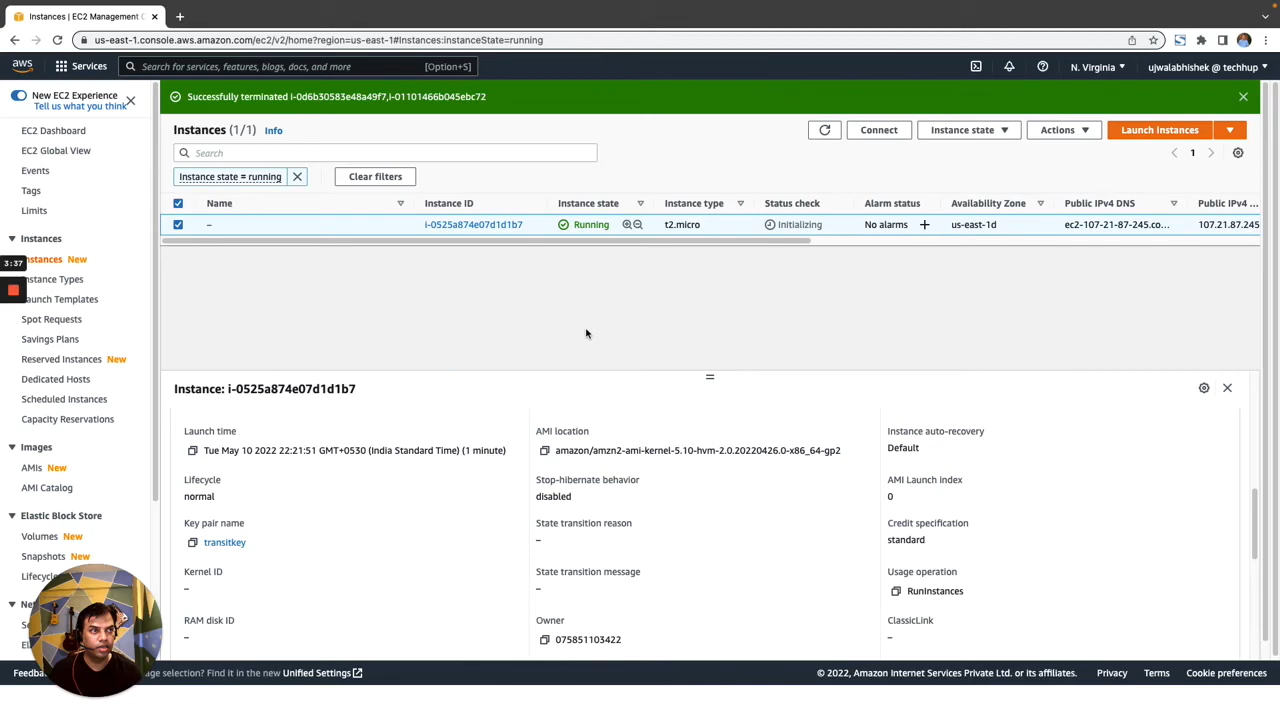 Instances | EC2 Management C
us-east-1.console.aws.amazon.com/ec2/v2/home?region=us-east-1#Instances:instanceState=running
aws
Services
Search for services, features, blogs, docs, and more
[Option+S]
N. Virginia
ujwalabhishek @ techhup
New EC2 Experience
Tell us what you think
EC2 Dashboard
EC2 Global View
Events
Tags
Limits
Instances
nstances New
nstance Types
aunch Templates
Spot Requests
Savings Plans
Reserved Instances New
Dedicated Hosts
Scheduled Instances
Capacity Reservations
Images
AMIs New
AMI Catalog
Elastic Block Store
Volumes New
Snapshots New
Lifecyc
Ne
3:37
Successfully terminated i-0d6b30583e48a49f7,i-01101466b045ebc72
Instances (1/1) Info
Connect
Instance state
Actions
Launch instances
Search
1
Instance state = running
Clear filters
Name Instance ID Instance state Instance type Status check Alarm status Availability Zone Public IPv4 DNS Public IPv4 ...
– i-0525a874e07d1d1b7 Running t2.micro Initializing No alarms + us-east-1d ec2-107-21-87-245.co... 107.21.87.245
Instance: i-0525a874e07d1d1b7
Launch time
Tue May 10 2022 22:21:51 GMT+0530 (India Standard Time) (1 minute)
Lifecycle
normal
Key pair name
transitkey
Kernel ID
–
RAM disk ID
–
AMI location
amazon/amzn2-ami-kernel-5.10-hvm-2.0.20220426.0-x86_64-gp2
Stop-hibernate behavior
disabled
State transition reason
–
State transition message
–
Owner
075851103422
Instance auto-recovery
Default
AMI Launch index
0
Credit specification
standard
Usage operation
RunInstances
ClassicLink
–
Feedba
age selection? Find it in the new Unified Settings
© 2022, Amazon Internet Services Private Ltd. or its affiliates.
Privacy
Terms
Cookie preferences